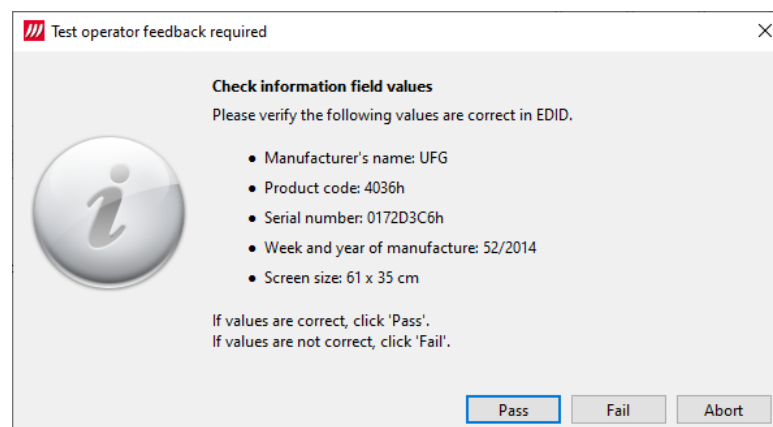 Test operator feedback required
Check information field values
Please verify the following values are correct in EDID.
● Manufacturer's name: UFG
● Product code: 4036h
● Serial number: 0172D3C6h
● Week and year of manufacture: 52/2014
● Screen size: 61 x 35 cm
If values are correct, click 'Pass'.
If values are not correct, click 'Fail'.
Pass Fail Abort